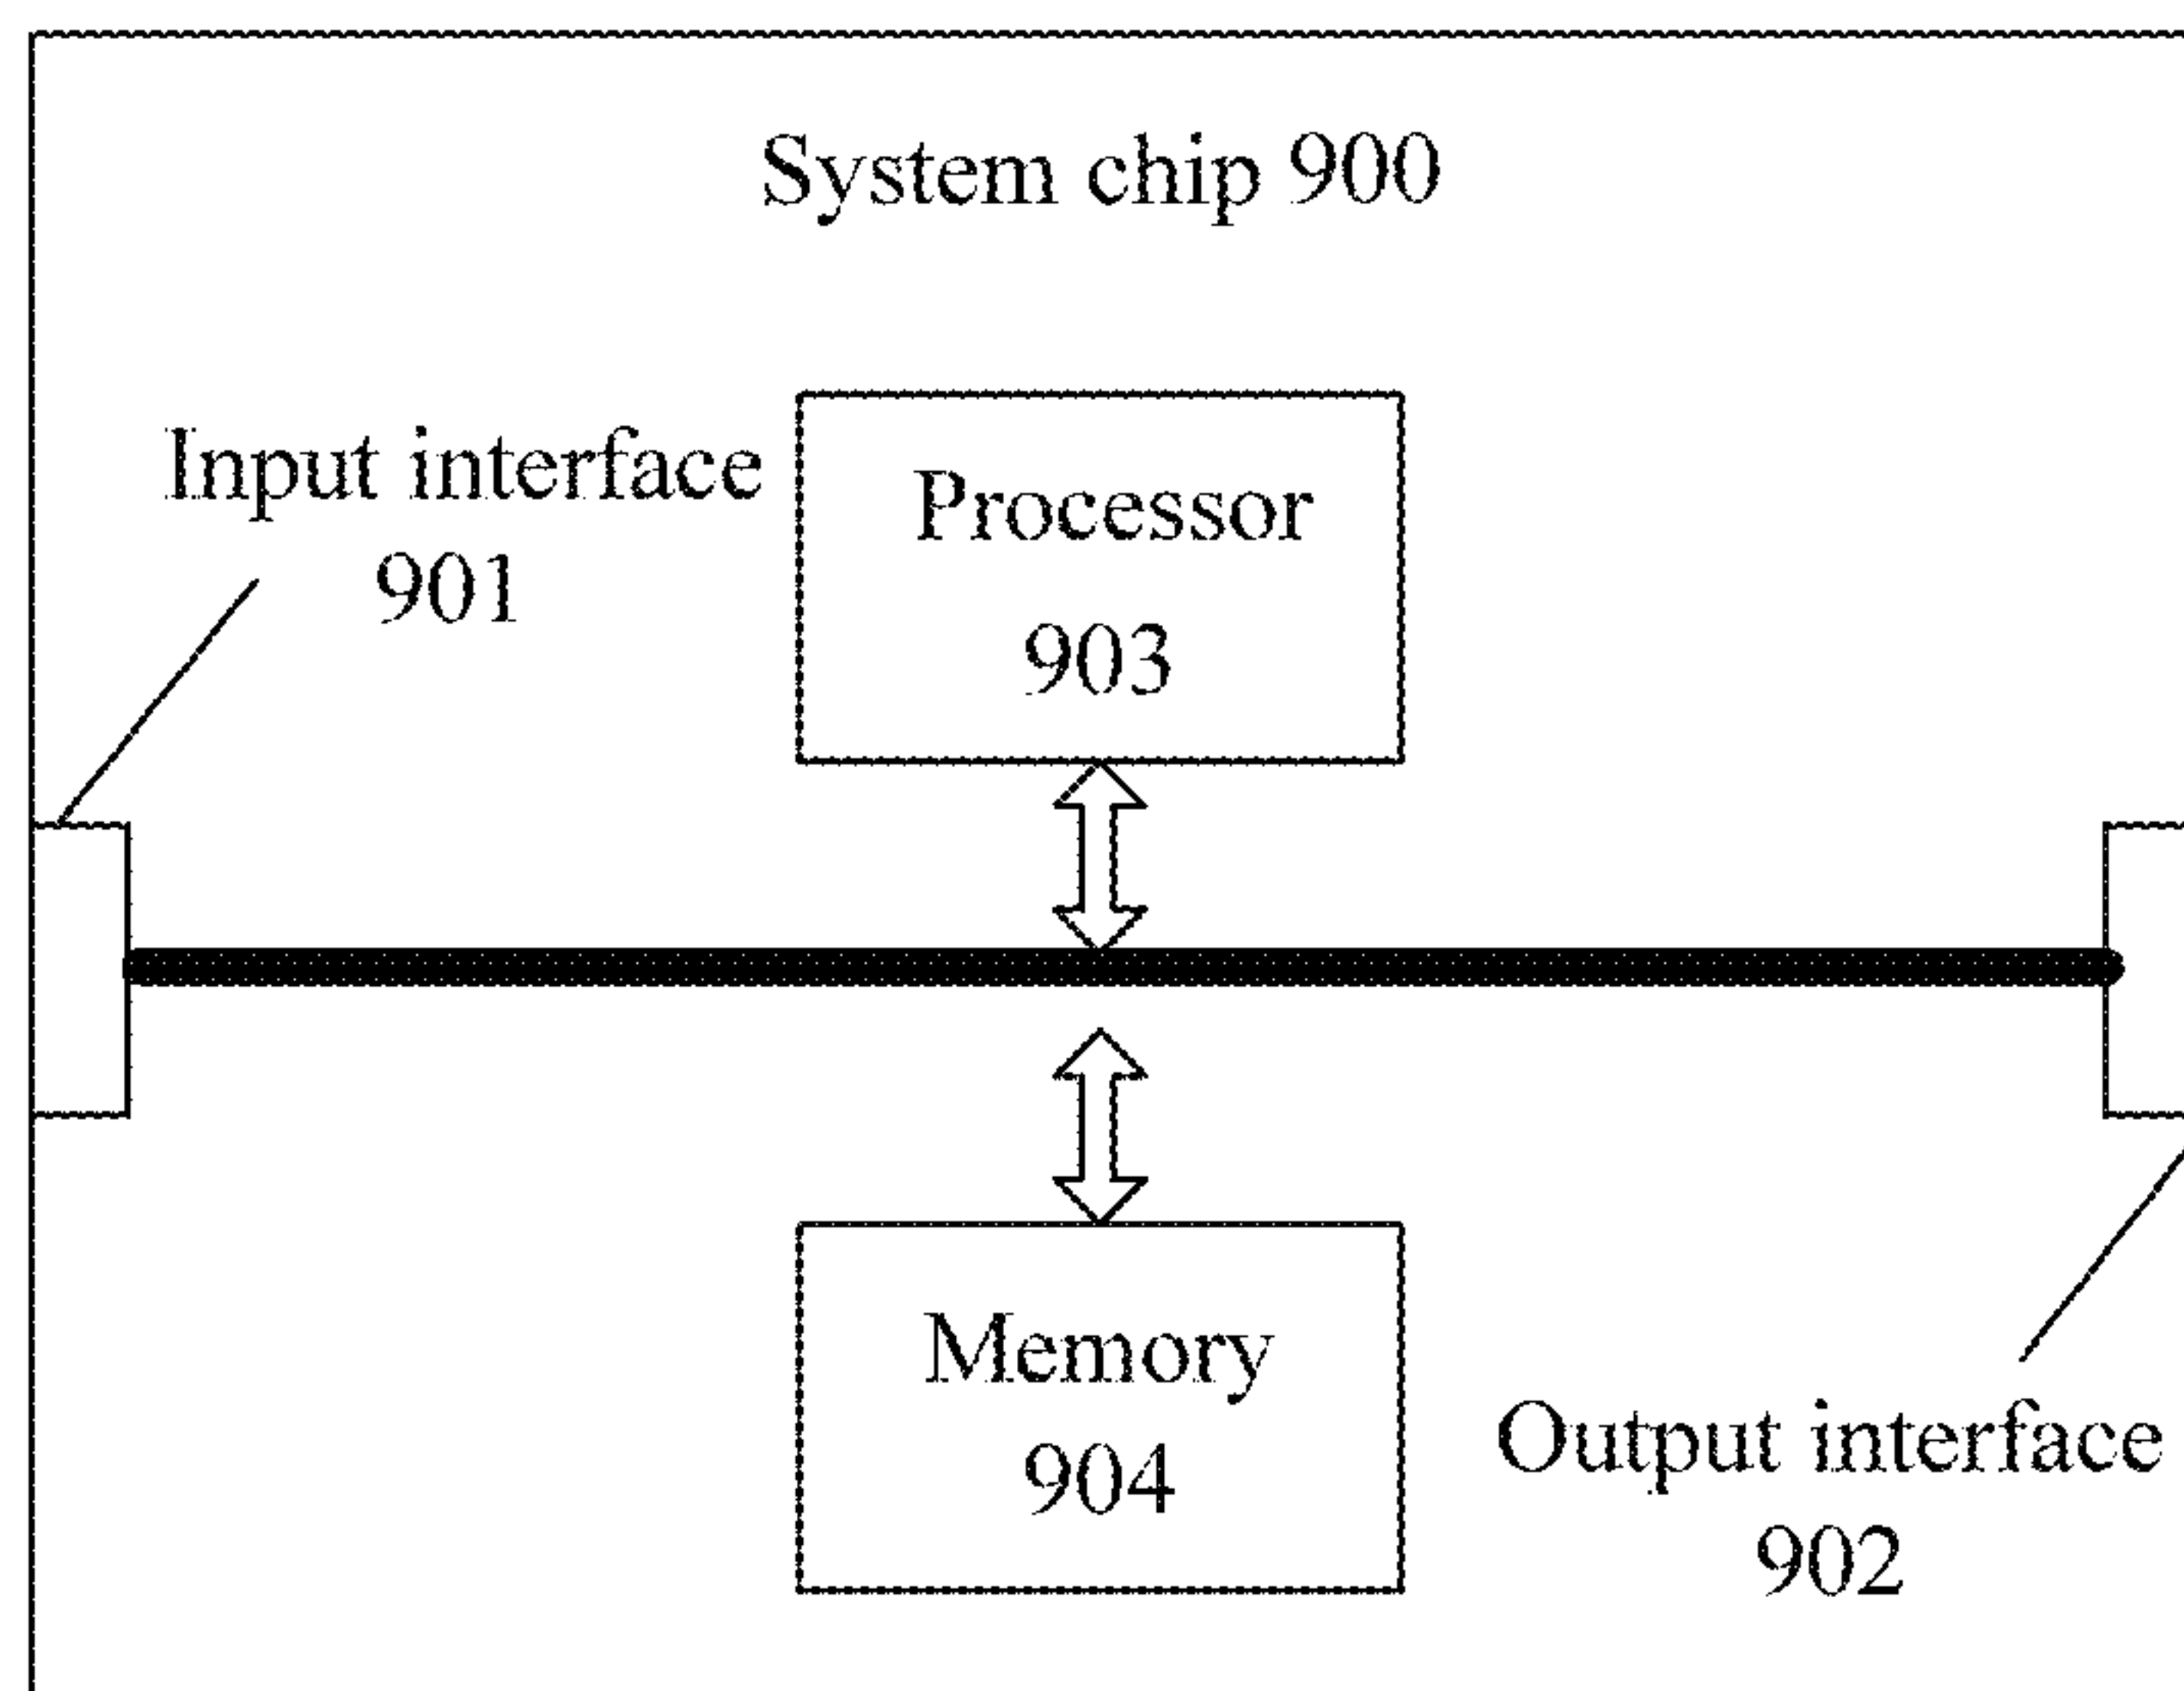 System chip 900
Input interface
901
Processor
903
Memory
904
Output interface
902